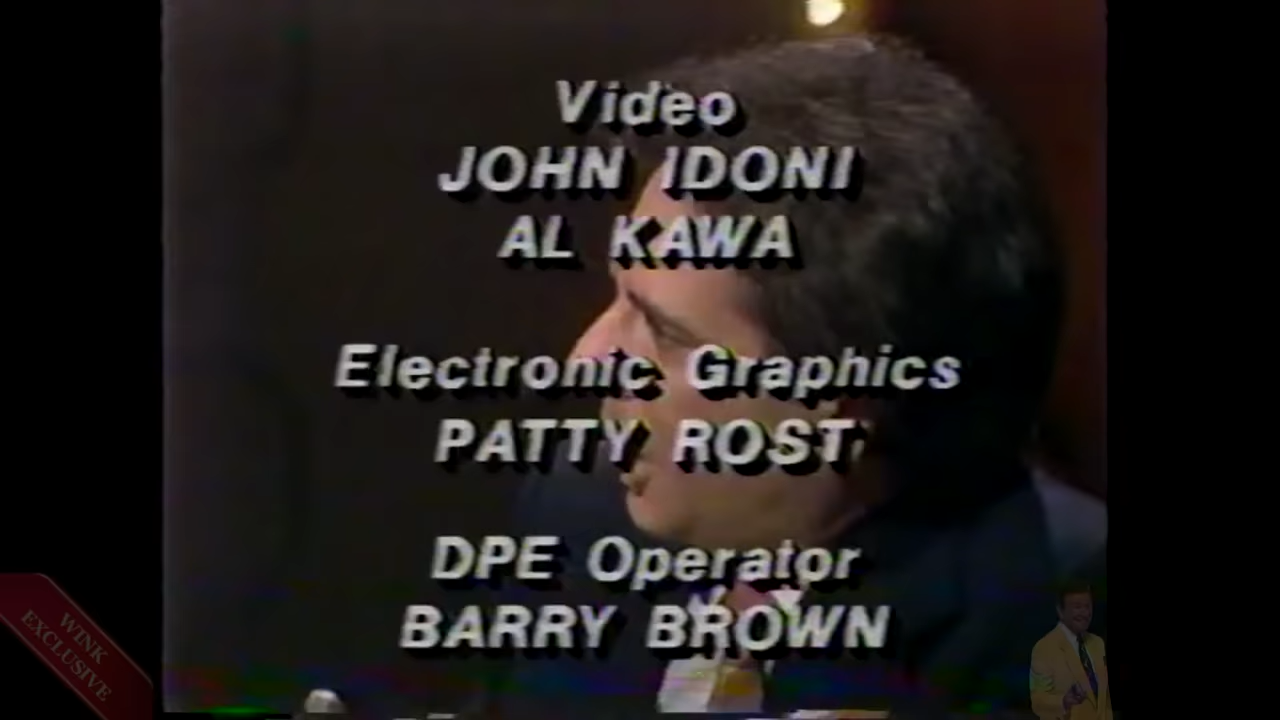 Video
JOHN IDONI
AL KAWA
Electronic Graphics
PATTY ROST
DPE Operator
BARRY BROWN
WINK
EXCLUSIVE